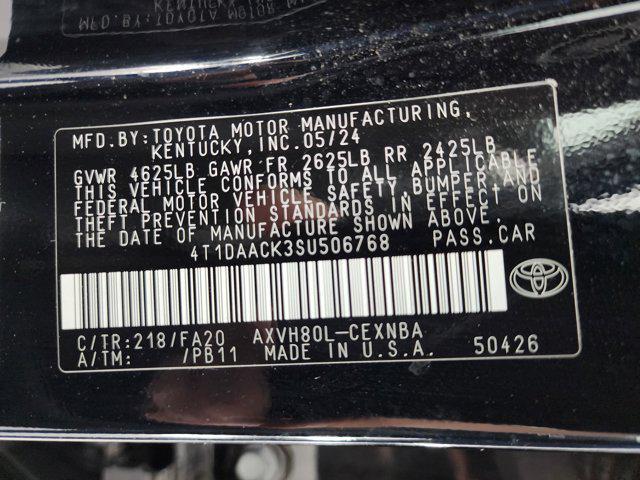 MFD.BY:TOYOTA MOTOR MANUFACTURING,
KENTUCKY,INC.05/24
GVWR 4625LB GAWR FR 2625LB RR 2425LB
THIS VEHICLE CONFORMS TO ALL APPLICABLE
FEDERAL MOTOR VEHICLE SAFETY,BUMPER,AND
THEFT PREVENTION STANDARDS IN EFFECT ON
THE DATE OF MANUFACTURE SHOWN ABOVE.
4T1DAACK3SU506768 PASS.CAR
C/TR:218/FA20 AXVH80L-CEXNBA
A/TM: /PB11 MADE IN U.S.A. 50426